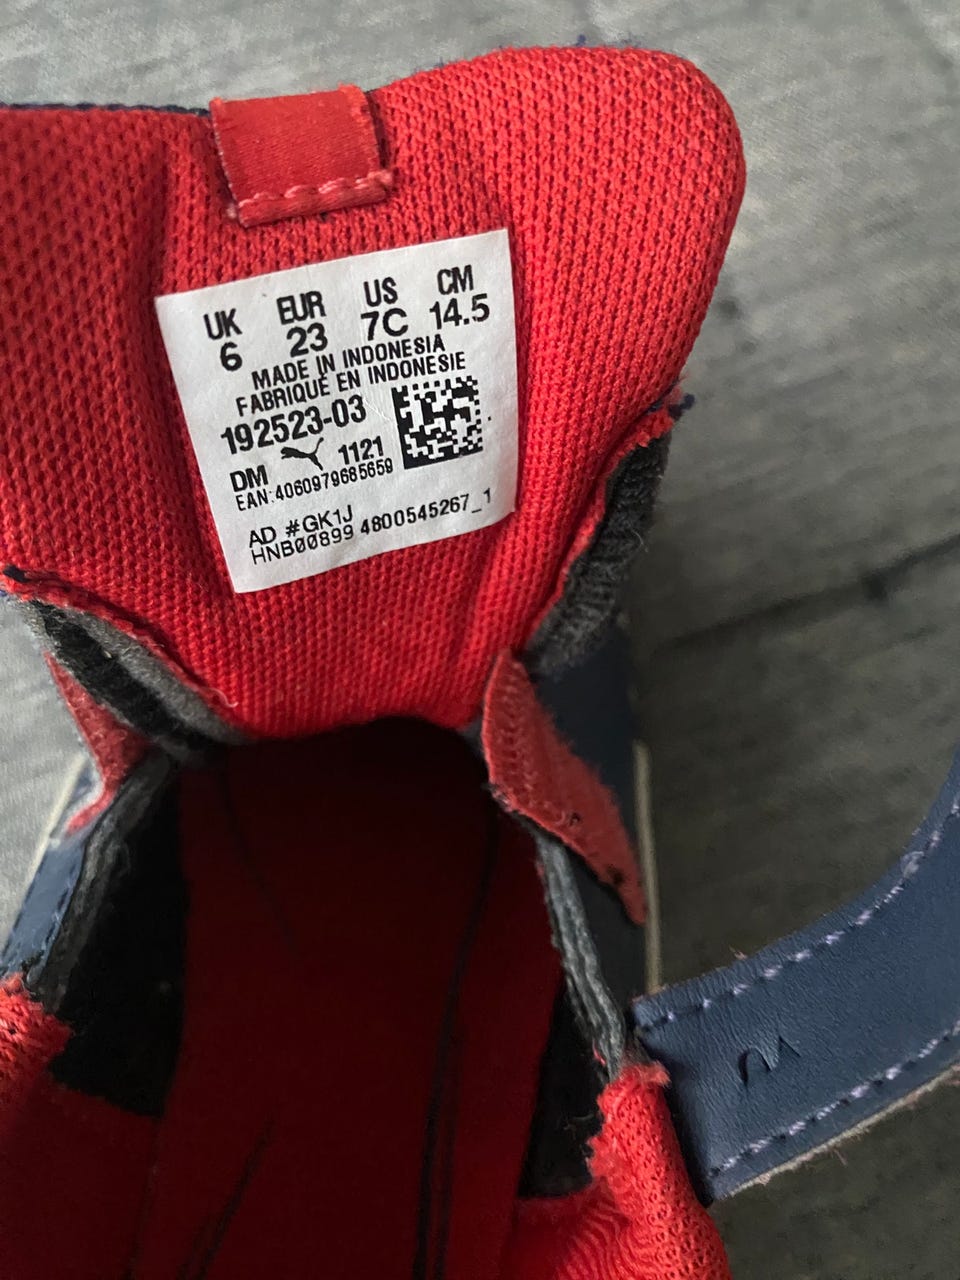 UK EUR US CM
6 23 7C 14.5
MADE IN INDONESIA
FABRIQUÉ EN INDONESIE
192523-03
DM 1121
EAN:4060979685659
AD #GK1J
HNB00899 4800545267_1